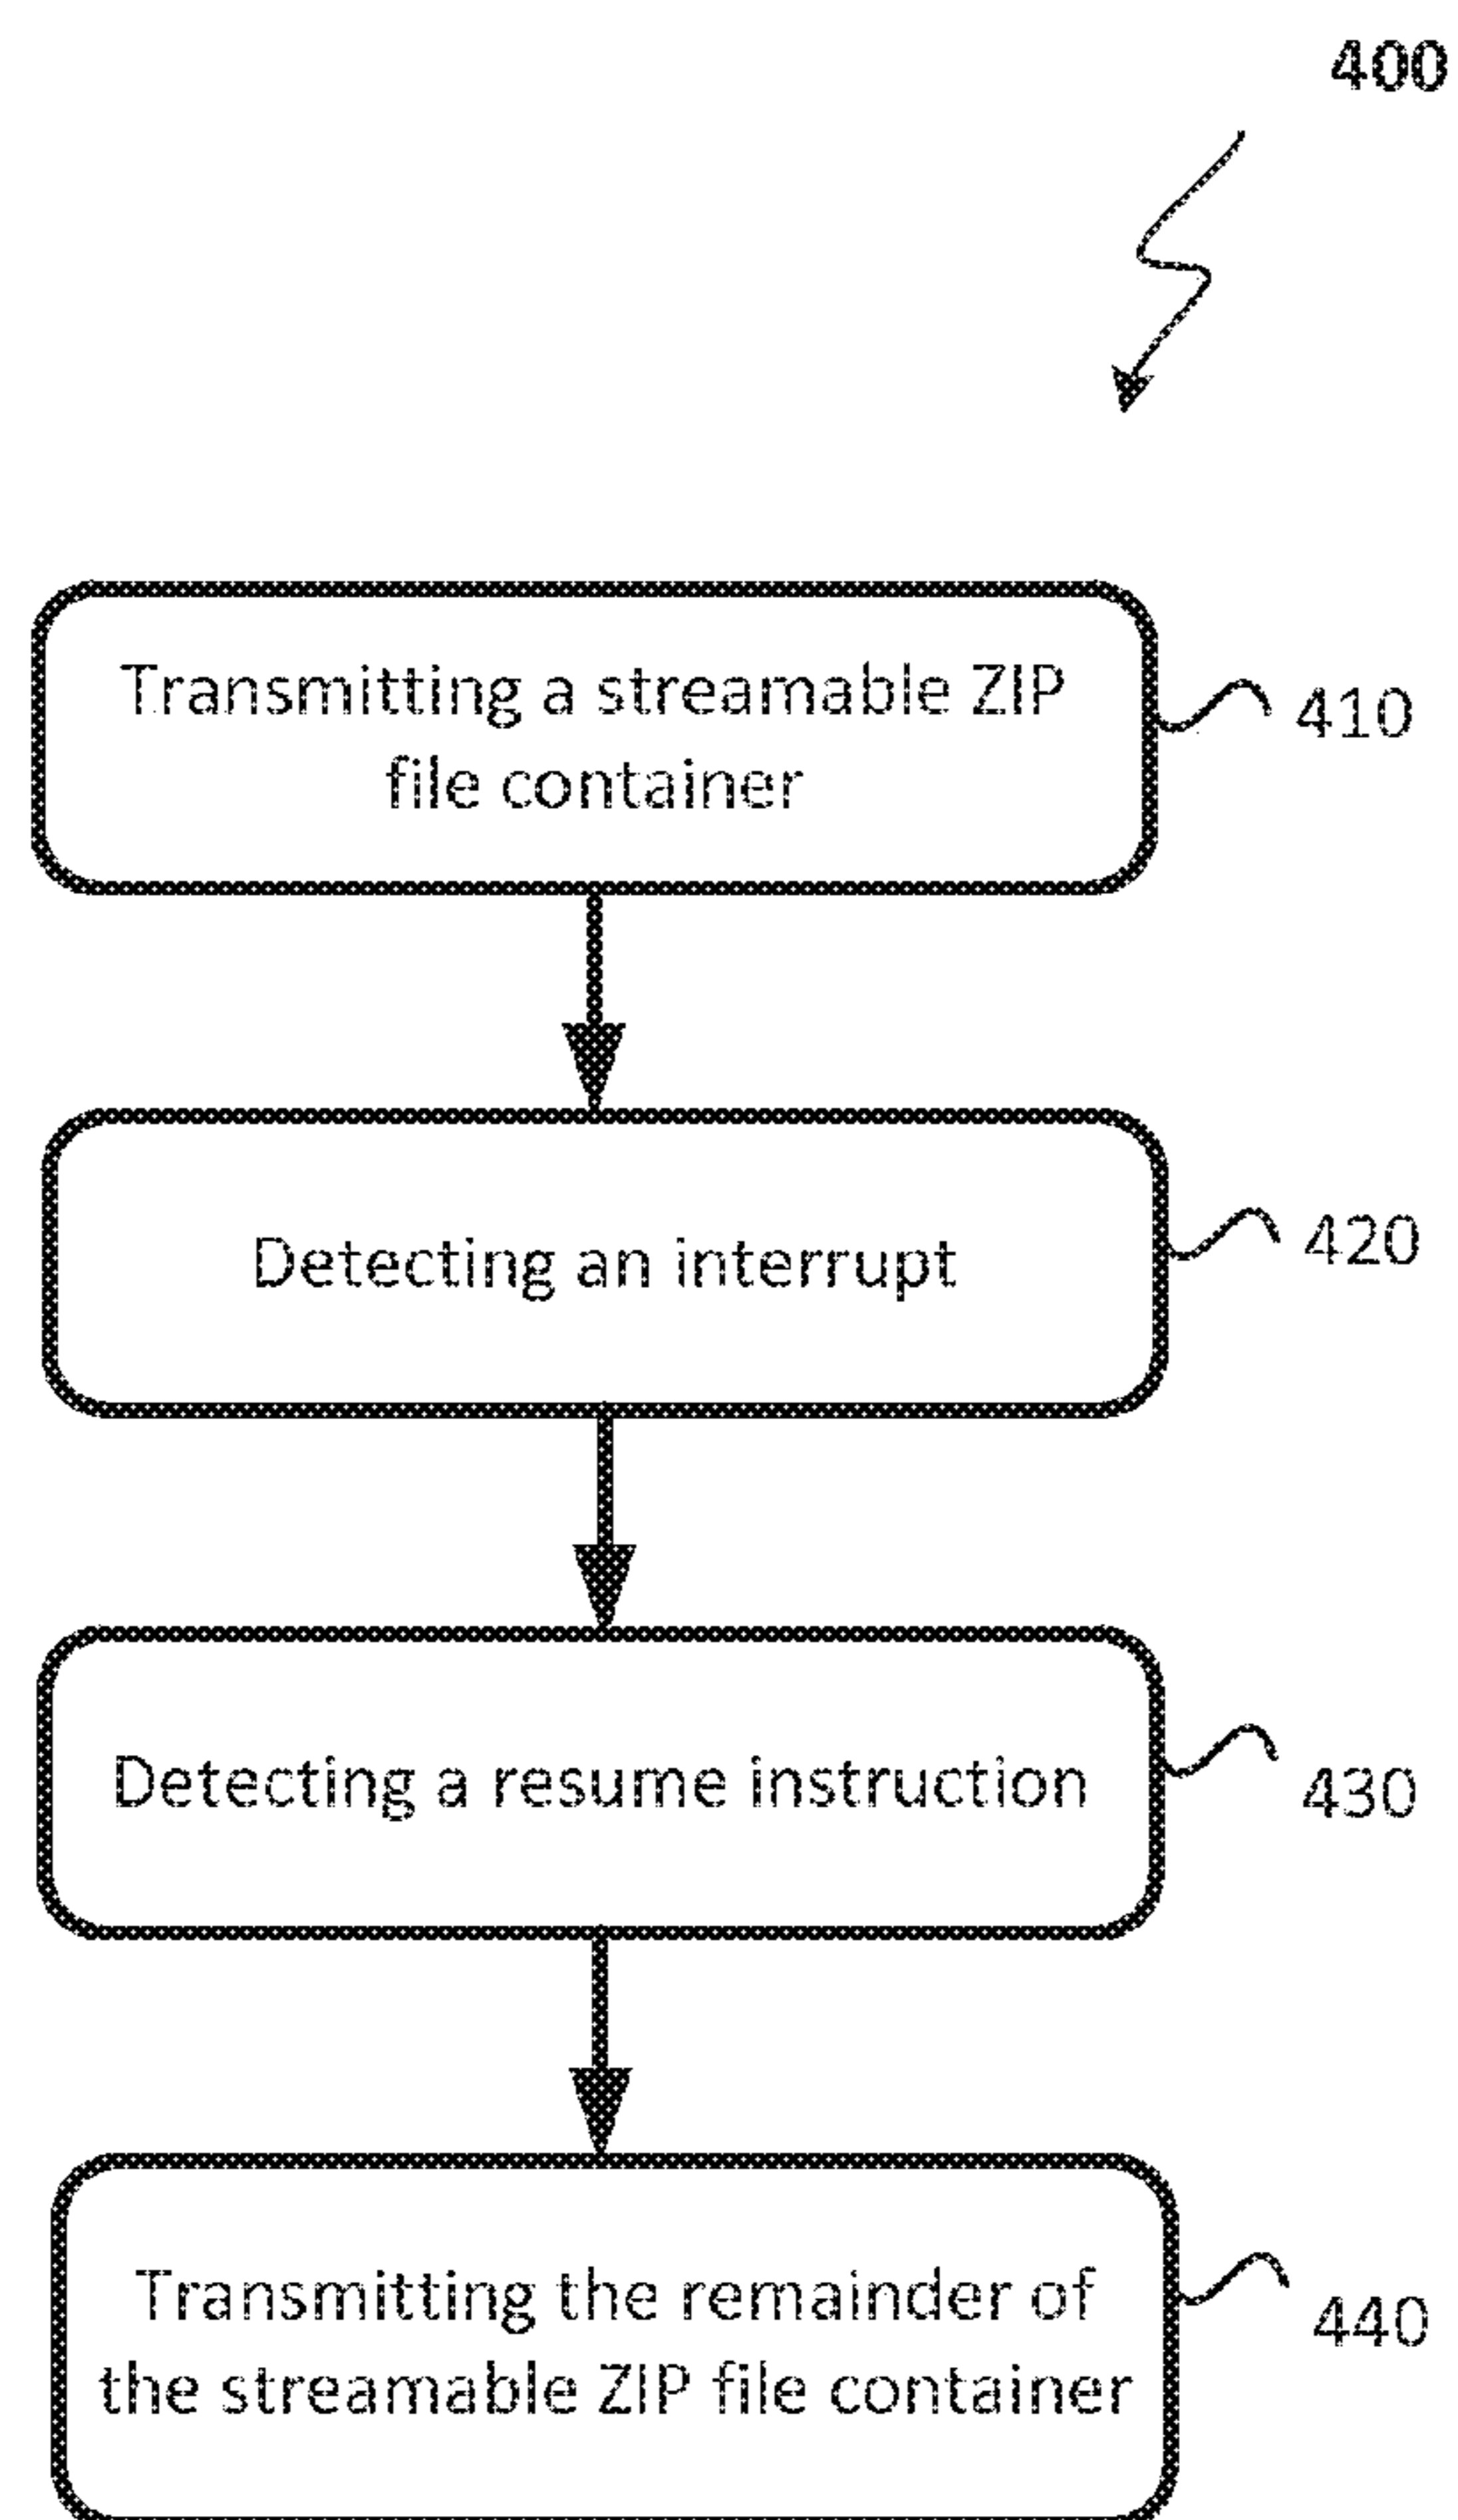 400
Transmitting a streamable ZIP
file container
410
Detecting an interrupt
420
Detecting a resume instruction
430
Transmitting the remainder of
the streamable ZIP file container
440